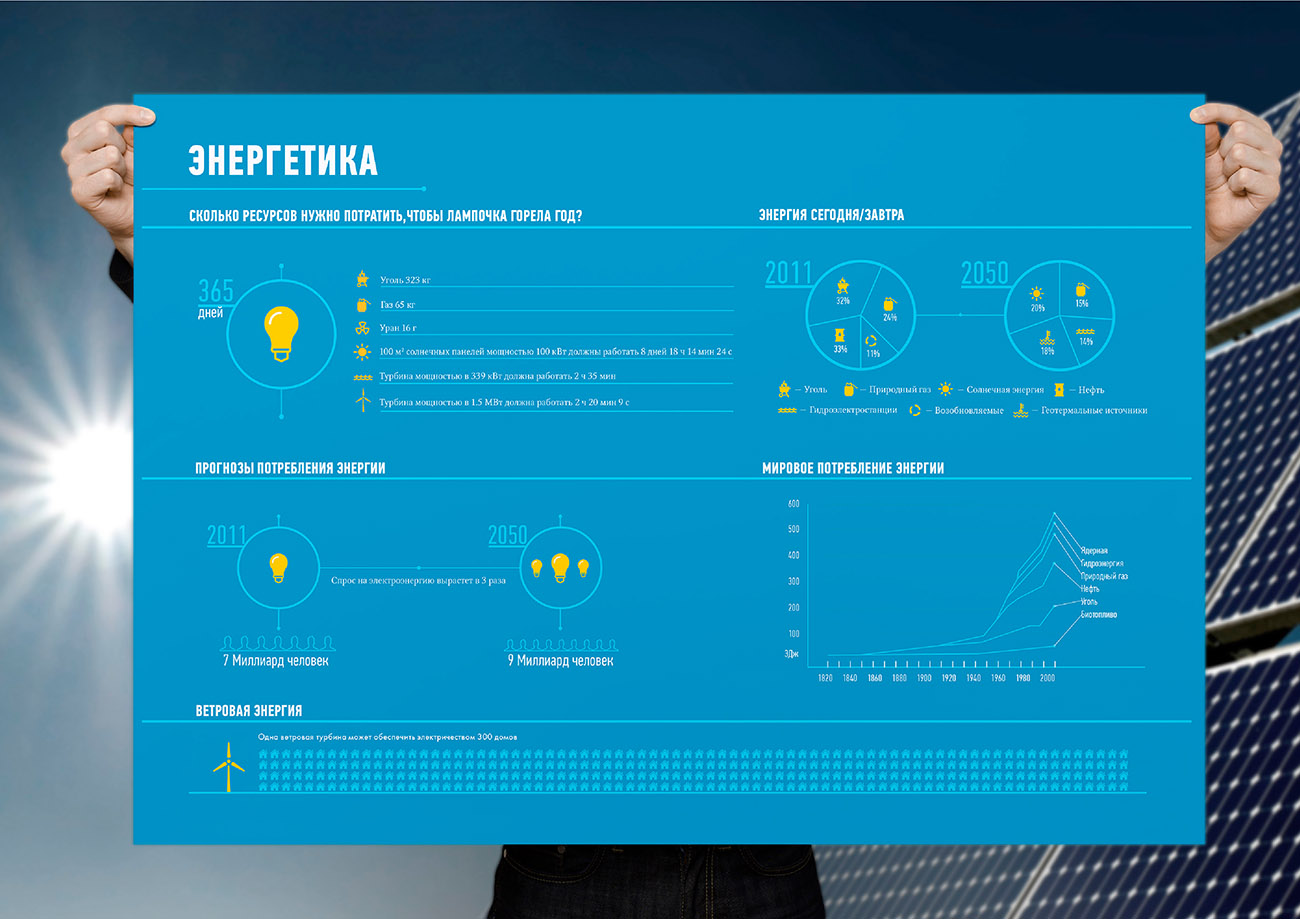 ЭНЕРГЕТИКА
СКОЛЬКО РЕСУРСОВ НУЖНО ПОТРАТИТЬ,ЧТОБЫ ЛАМПОЧКА ГОРЕЛА ГОД?
365
дней
Уголь 323 кг
Газ 65 кг
Уран 16 г
100 м² солнечных панелей мощностью 100 кВт должны работать 8 дней 18 ч 14 мин 24 с
Турбина мощностью в 339 кВт должна работать 2 ч 35 мин
Турбина мощностью в 1.5 МВт должна работать 2 ч 20 мин 9 с
ЭНЕРГИЯ СЕГОДНЯ/ЗАВТРА
2011
32%
24%
33%
11%
2050
20%
15%
18%
14%
– Уголь
– Природный газ
– Солнечная энергия
– Нефть
– Гидроэлектростанции
– Возобновляемые
– Геотермальные источники
ПРОГНОЗЫ ПОТРЕБЛЕНИЯ ЭНЕРГИИ
2011
2050
Спрос на электроэнергию вырастет в 3 раза
7 Миллиард человек
9 Миллиард человек
МИРОВОЕ ПОТРЕБЛЕНИЕ ЭНЕРГИИ
600
500
400
300
200
100
ЭДж
1820 1840 1860 1880 1900 1920 1940 1960 1980 2000
Ядерная
Гидроэнергия
Природный газ
Нефть
Уголь
Биотопливо
ВЕТРОВАЯ ЭНЕРГИЯ
Одна ветровая турбина может обеспечить электричеством 300 домов